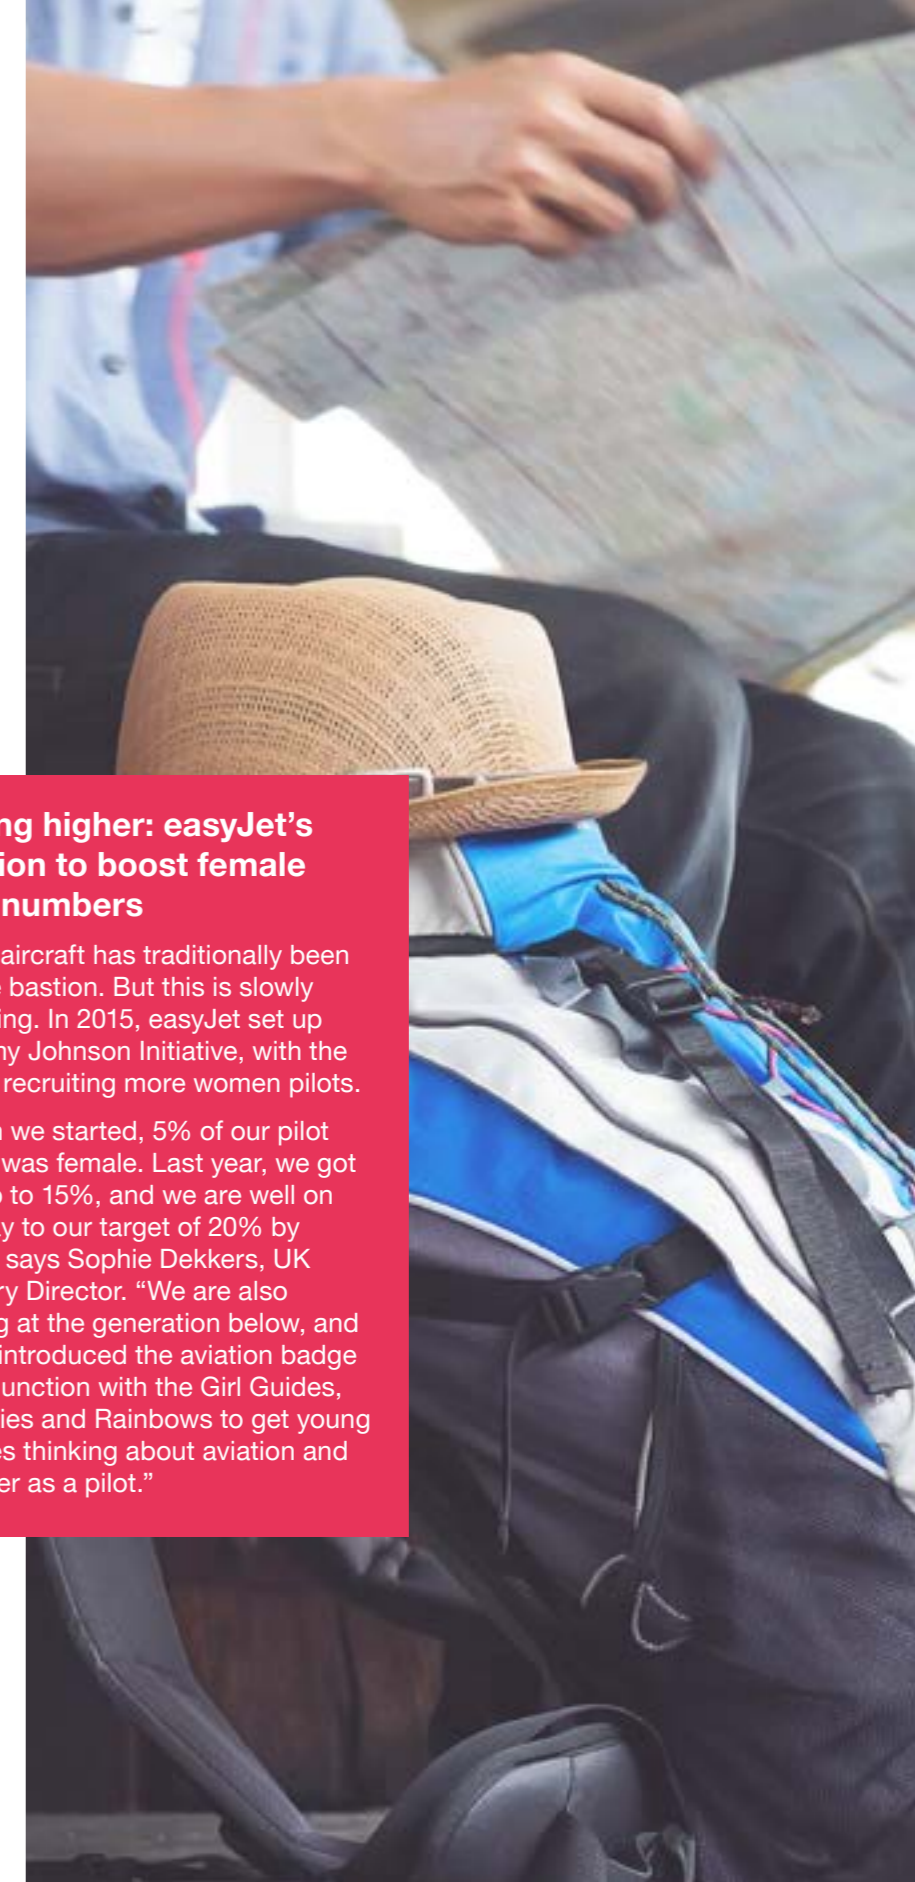 ng higher: easyJet’s
ion to boost female
numbers
aircraft has traditionally been
e bastion. But this is slowly
ing. In 2015, easyJet set up
ny Johnson Initiative, with the
recruiting more women pilots.
n we started, 5% of our pilot
was female. Last year, we got
p to 15%, and we are well on
y to our target of 20% by
says Sophie Dekkers, UK
ry Director. “We are also
g at the generation below, and
introduced the aviation badge
unction with the Girl Guides,
ies and Rainbows to get young
es thinking about aviation and
er as a pilot.”